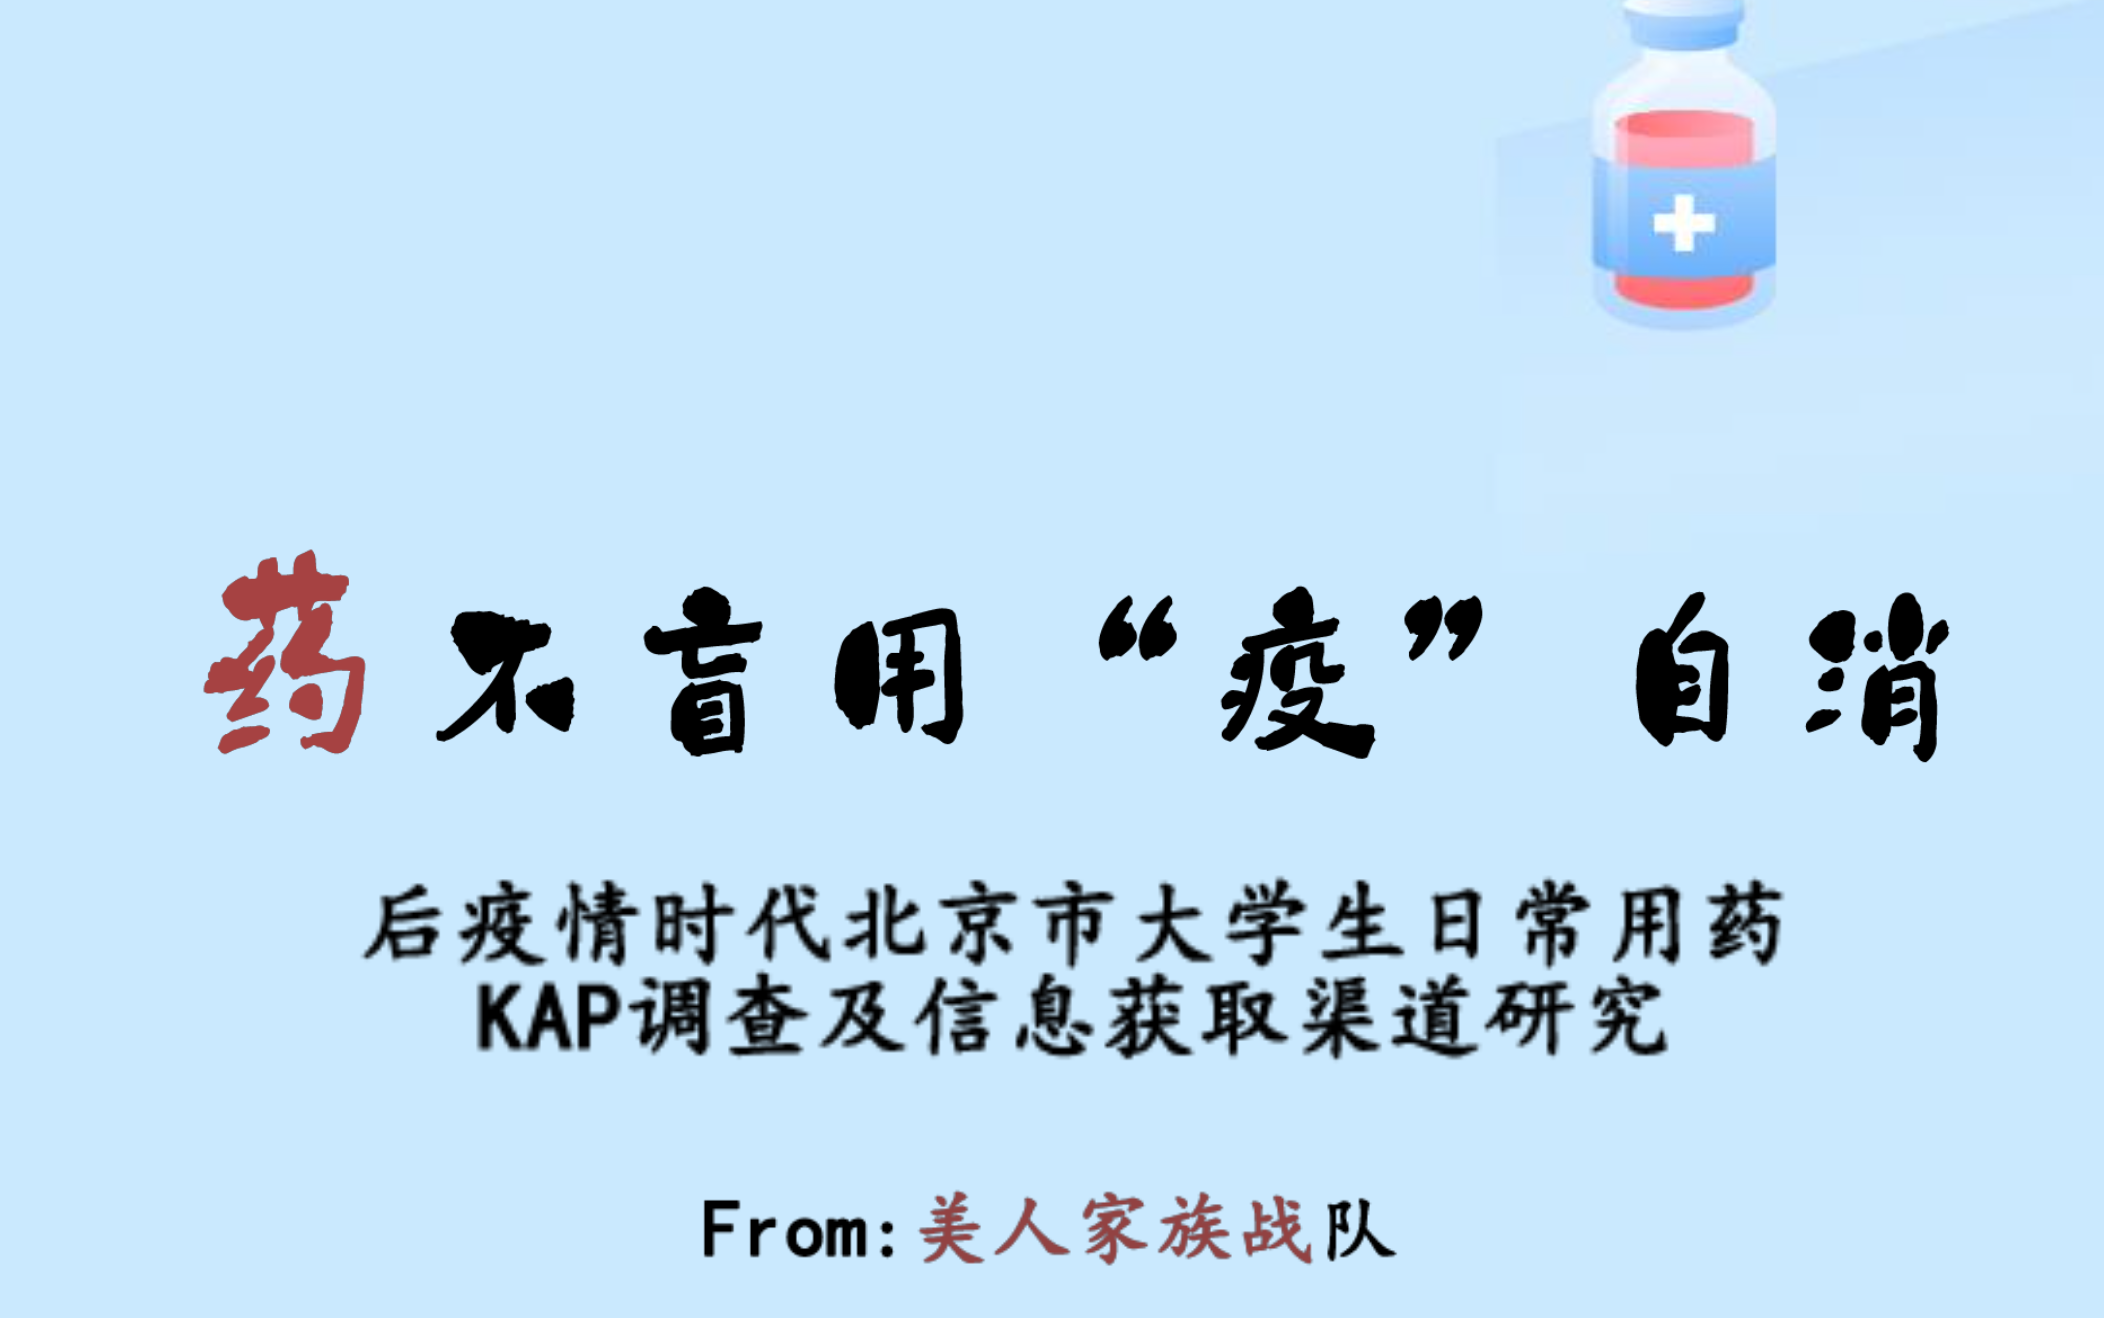 药不盲用“疫”自消
后疫情时代北京市大学生日常用药
KAP调查及信息获取渠道研究
From:美人家族战队